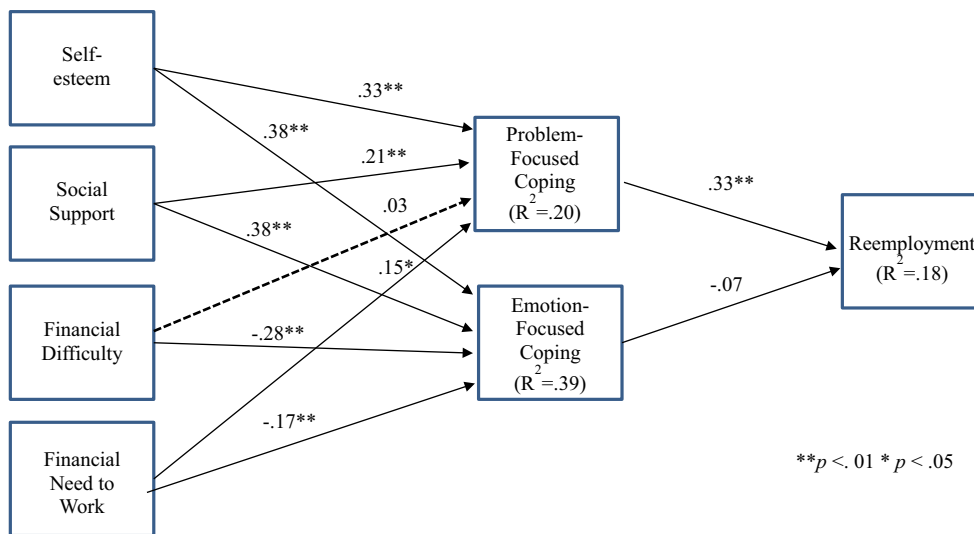 Self-
esteem
Social
Support
Financial
Difficulty
Financial
Need to
Work
.33**
.38**
.21**
.03
.38**
.15*
-.28**
-.17**
Problem-
Focused
Coping
(R²=.20)
Emotion-
Focused
Coping
(R²=.39)
.33**
-.07
Reemployment
(R²=.18)
**p <. 01 * p < .05